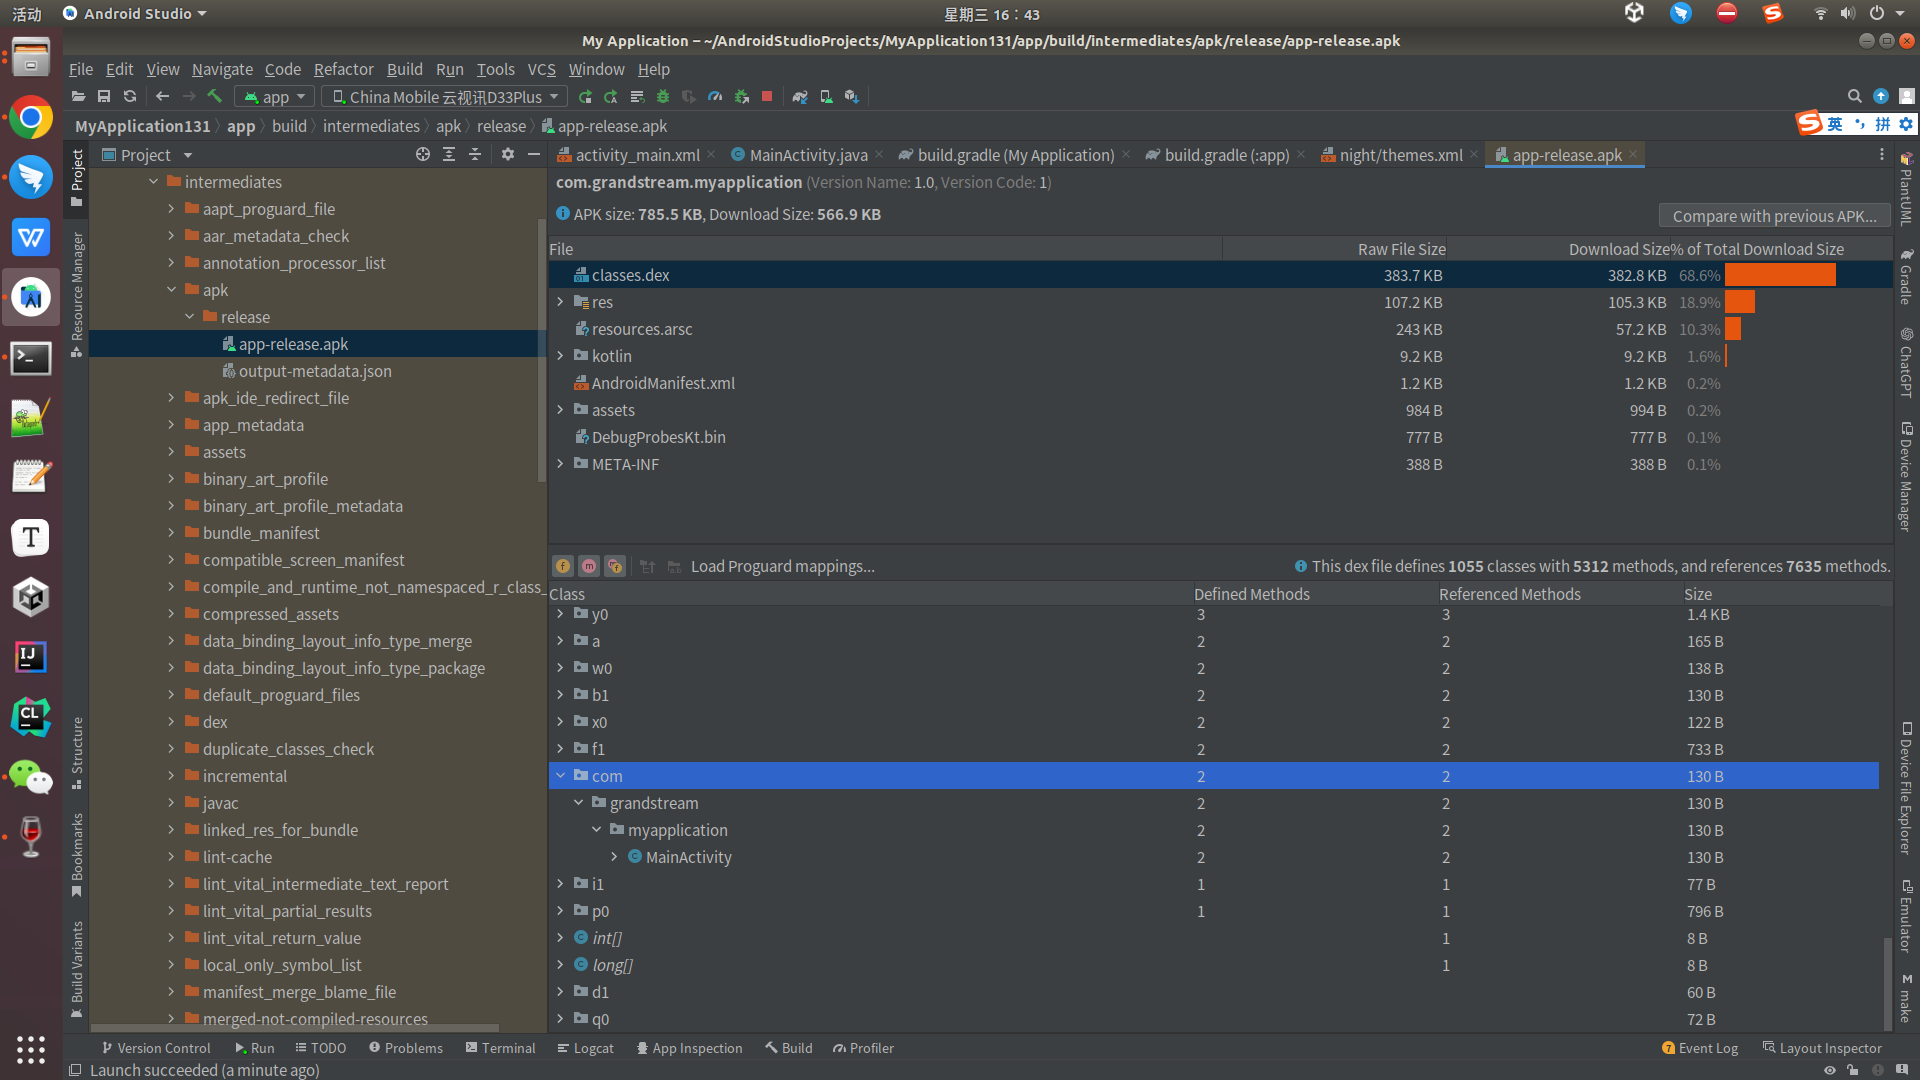 活动
Android Studio
星期三 16：43
My Application – ~/AndroidStudioProjects/MyApplication131/app/build/intermediates/apk/release/app-release.apk
File Edit View Navigate Code Refactor Build Run Tools VCS Window Help
app China Mobile 云视讯D33Plus
MyApplication131 app build intermediates apk release app-release.apk
英 拼
Project
activity_main.xml MainActivity.java build.gradle (My Application) build.gradle (:app) night/themes.xml app-release.apk
intermediates
aapt_proguard_file
aar_metadata_check
annotation_processor_list
apk
release
app-release.apk
output-metadata.json
apk_ide_redirect_file
app_metadata
assets
binary_art_profile
binary_art_profile_metadata
bundle_manifest
compatible_screen_manifest
compile_and_runtime_not_namespaced_r_class_
compressed_assets
data_binding_layout_info_type_merge
data_binding_layout_info_type_package
default_proguard_files
dex
duplicate_classes_check
incremental
javac
linked_res_for_bundle
lint-cache
lint_vital_intermediate_text_report
lint_vital_partial_results
lint_vital_return_value
local_only_symbol_list
manifest_merge_blame_file
merged-not-compiled-resources
com.grandstream.myapplication (Version Name: 1.0, Version Code: 1)
APK size: 785.5 KB, Download Size: 566.9 KB
Compare with previous APK...
File Raw File Size Download Size % of Total Download Size
classes.dex 383.7 KB 382.8 KB 68.6%
res 107.2 KB 105.3 KB 18.9%
resources.arsc 243 KB 57.2 KB 10.3%
kotlin 9.2 KB 9.2 KB 1.6%
AndroidManifest.xml 1.2 KB 1.2 KB 0.2%
assets 984 B 994 B 0.2%
DebugProbesKt.bin 777 B 777 B 0.1%
META-INF 388 B 388 B 0.1%
Load Proguard mappings...
This dex file defines 1055 classes with 5312 methods, and references 7635 methods.
Class Defined Methods Referenced Methods Size
y0 3 3 1.4 KB
a 2 2 165 B
w0 2 2 138 B
b1 2 2 130 B
x0 2 2 122 B
f1 2 2 733 B
com 2 2 130 B
grandstream 2 2 130 B
myapplication 2 2 130 B
MainActivity 2 2 130 B
i1 1 1 77 B
p0 1 1 796 B
int[] 1 8 B
long[] 1 8 B
d1 60 B
q0 72 B
Project
Resource Manager
Structure
Bookmarks
Build Variants
PlantUML
Gradle
ChatGPT
Device Manager
Device File Explorer
Emulator
make
Version Control Run TODO Problems Terminal Logcat App Inspection Build Profiler
7 Event Log Layout Inspector
Launch succeeded (a minute ago)